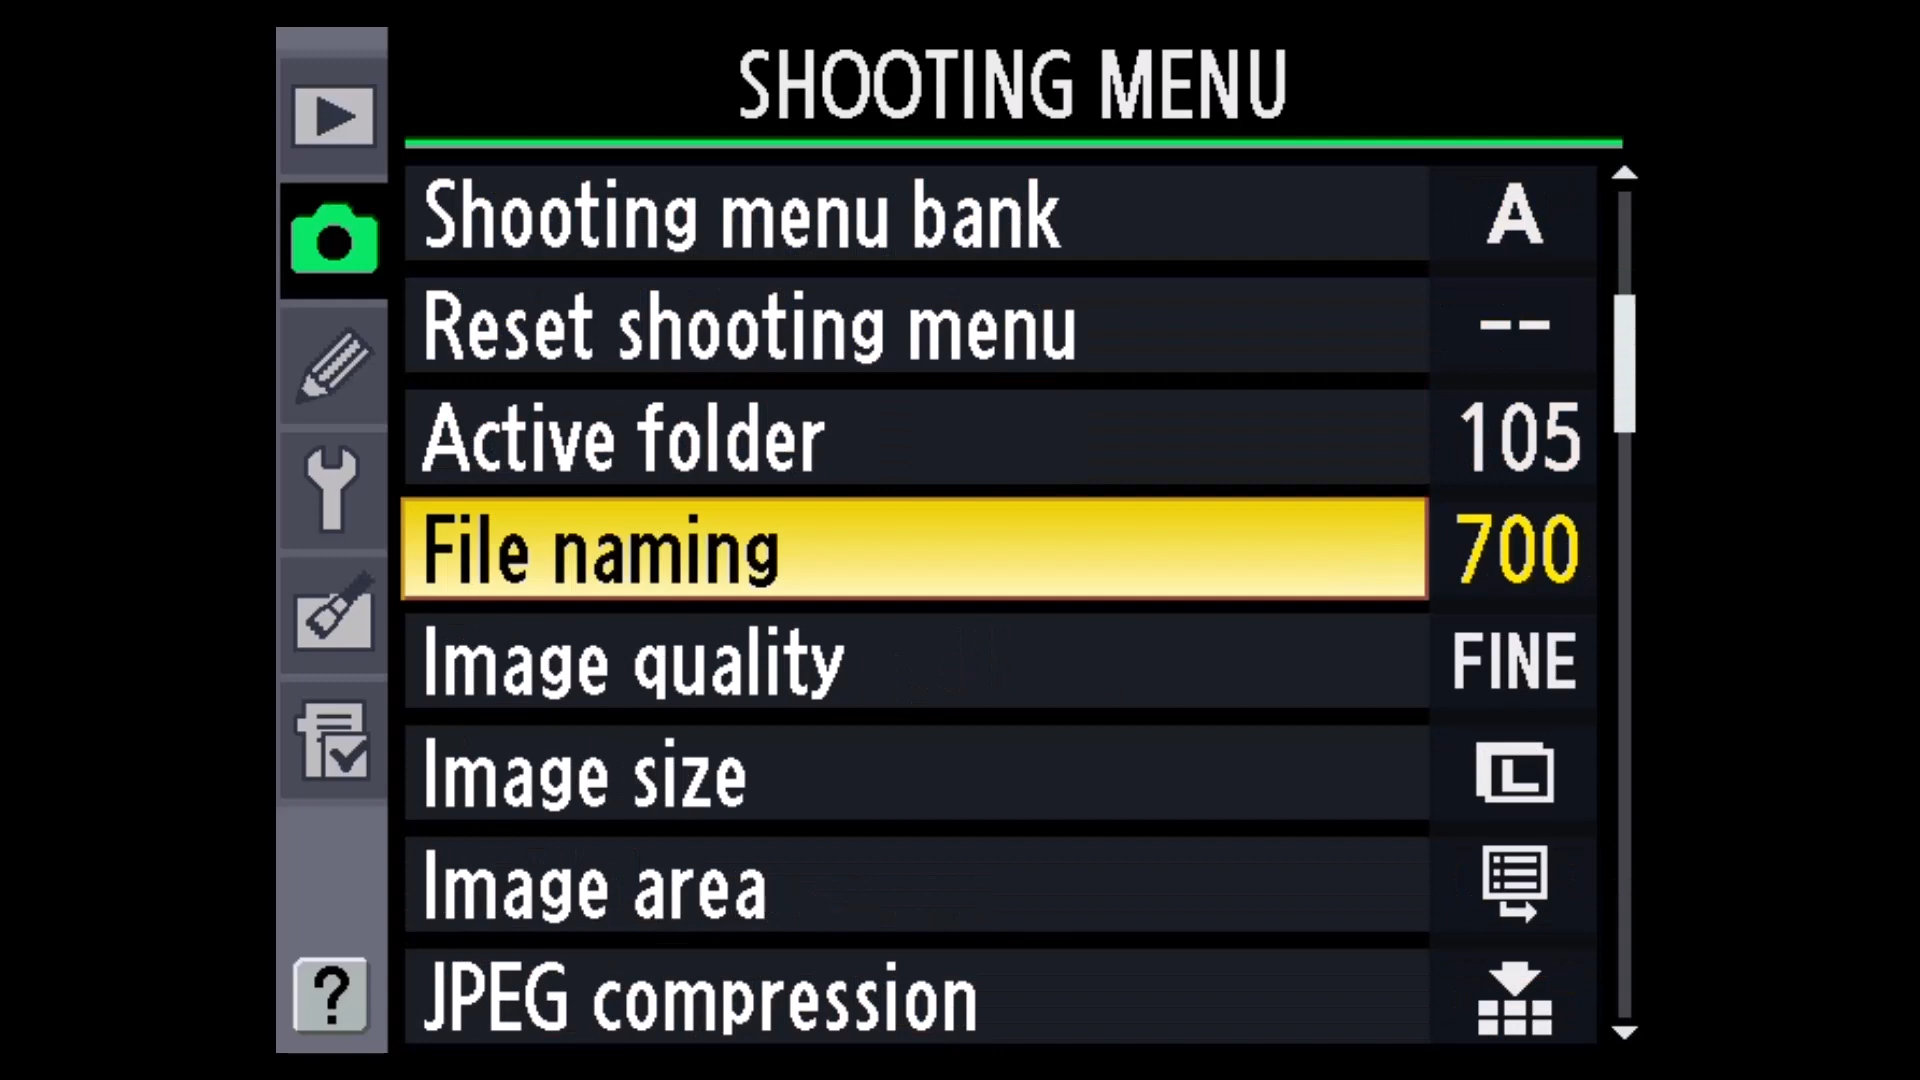 SHOOTING MENU
Shooting menu bank A
Reset shooting menu --
Active folder 105
File naming 700
Image quality FINE
Image size L
Image area
JPEG compression
?